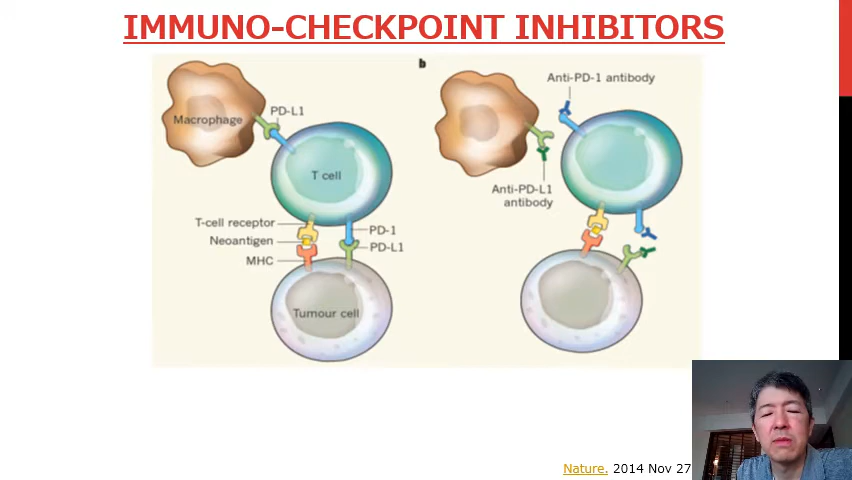 IMMUNO-CHECKPOINT INHIBITORS
b
Anti-PD-1 antibody
PD-L1
Macrophage
T cell
Anti-PD-L1
antibody
T-cell receptor
PD-1
Neoantigen
PD-L1
MHC
Tumour cell
Nature. 2014 Nov 27